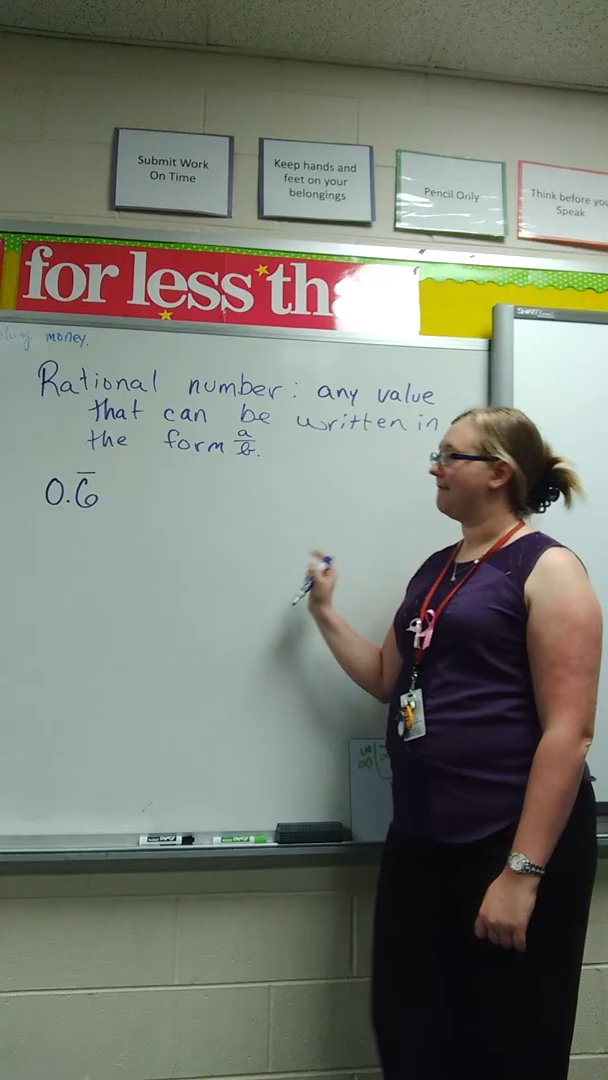 Submit Work
On Time
Keep hands and
feet on your
belongings
Pencil Only
Think before you
Speak
for less th
SMART
money.
Rational number: any value
that can be written in
the form a/b.
0.6̅